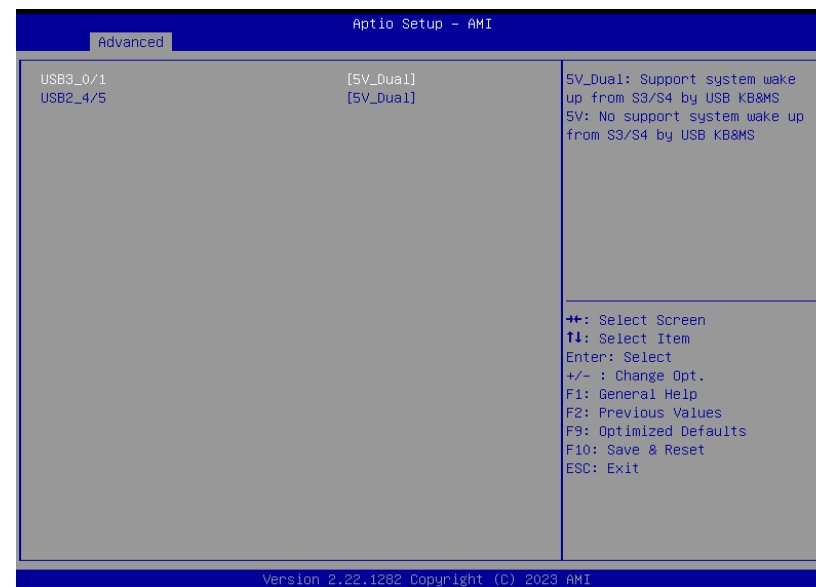 Aptio Setup – AMI
Advanced
USB3_0/1 [5V_Dual]
USB2_4/5 [5V_Dual]
5V_Dual: Support system wake
up from S3/S4 by USB KB&MS
5V: No support system wake up
from S3/S4 by USB KB&MS
→←: Select Screen
↑↓: Select Item
Enter: Select
+/- : Change Opt.
F1: General Help
F2: Previous Values
F9: Optimized Defaults
F10: Save & Reset
ESC: Exit
Version 2.22.1282 Copyright (C) 2023 AMI